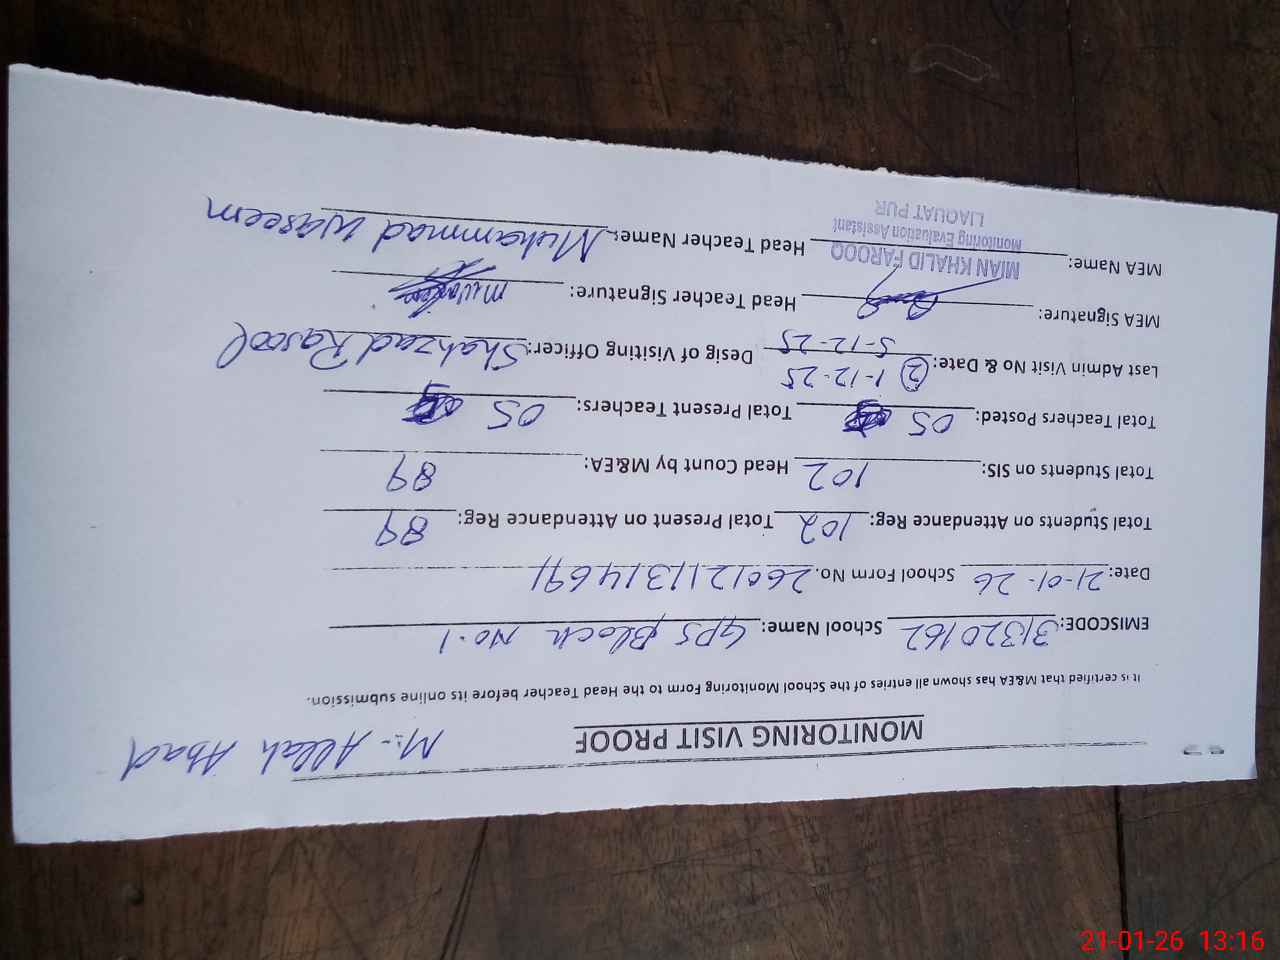 M:- Allah Abad
MONITORING VISIT PROOF
It is certified that M&EA has shown all entries of the School Monitoring Form to the Head Teacher before its online submission.
EMISCODE: 31320162 School Name: GPS Block No. 1
Date: 21-01-26 School Form No. 260121131469
Total Students on Attendance Reg: 102 Total Present on Attendance Reg: 89
Total Students on SIS: 102 Head Count by M&EA: 89
Total Teachers Posted: 05 Total Present Teachers: 05
Last Admin Visit No & Date: 2 1-12-25 5-12-25 Desig of Visiting Officer: Shahzad Rasool
MEA Signature: Head Teacher Signature:
MEA Name: MIAN KHALID FAROOQ Head Teacher Name: Muhammad Waseem
Monitoring Evaluation Assistant
LIAQUAT PUR
21-01-26 13:16